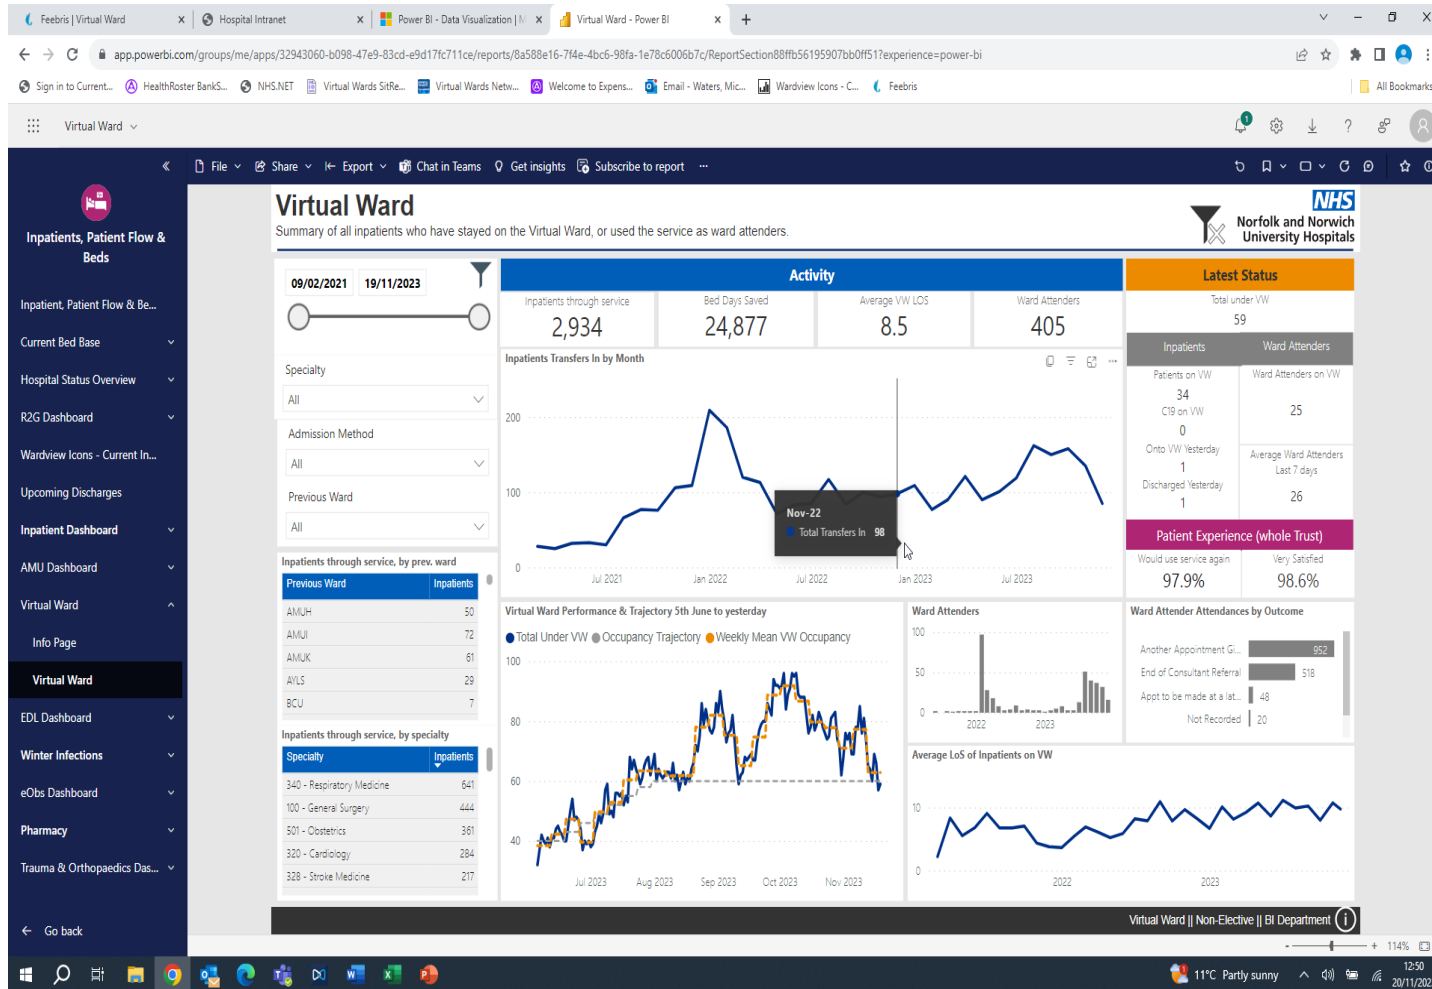 Feebris | Virtual Ward
Hospital Intranet
Power BI - Data Visualization | M
Virtual Ward - Power BI
app.powerbi.com/groups/me/apps/32943060-b098-47e9-83cd-e9d17fc711ce/reports/8a588e16-7f4e-4bc6-98fa-1e78c6006b7c/ReportSection88ffb56195907bb0ff51?experience=power-bi
Sign in to Current...
HealthRoster BankS...
NHS.NET
Virtual Wards SitRe...
Virtual Wards Netw...
Welcome to Expens...
Email - Waters, Mic...
Wardview Icons - C...
Feebris
All Bookmarks
Virtual Ward
1
File
Share
Export
Chat in Teams
Get insights
Subscribe to report
Inpatients, Patient Flow &
Beds
Inpatient, Patient Flow & Be...
Current Bed Base
Hospital Status Overview
R2G Dashboard
Wardview Icons - Current In...
Upcoming Discharges
Inpatient Dashboard
AMU Dashboard
Virtual Ward
Info Page
Virtual Ward
EDL Dashboard
Winter Infections
eObs Dashboard
Pharmacy
Trauma & Orthopaedics Das...
Go back
Virtual Ward
Summary of all inpatients who have stayed on the Virtual Ward, or used the service as ward attenders.
NHS
Norfolk and Norwich
University Hospitals
09/02/2021 19/11/2023
Specialty
All
Admission Method
All
Previous Ward
All
Activity
Inpatients through service
2,934
Bed Days Saved
24,877
Average VW LOS
8.5
Ward Attenders
405
Latest Status
Total under VW
59
Inpatients
Ward Attenders
Patients on VW
34
C19 on VW
0
Onto VW Yesterday
1
Discharged Yesterday
1
Ward Attenders on VW
25
Average Ward Attenders
Last 7 days
26
Patient Experience (whole Trust)
Would use service again
97.9%
Very Satisfied
98.6%
Inpatients Transfers In by Month
200
100
0
Jul 2021
Jan 2022
Jul 2022
Jan 2023
Jul 2023
Nov-22
Total Transfers In 98
Inpatients through service, by prev. ward
Previous Ward Inpatients
AMUH 50
AMUI 72
AMUK 61
AYLS 29
BCU 7
Inpatients through service, by specialty
Specialty Inpatients
340 - Respiratory Medicine 641
100 - General Surgery 444
501 - Obstetrics 361
320 - Cardiology 284
328 - Stroke Medicine 217
Virtual Ward Performance & Trajectory 5th June to yesterday
Total Under VW Occupancy Trajectory Weekly Mean VW Occupancy
100
80
60
40
Jul 2023
Aug 2023
Sep 2023
Oct 2023
Nov 2023
Ward Attenders
100
50
0
2022
2023
Ward Attender Attendances by Outcome
Another Appointment Gi... 952
End of Consultant Referral 518
Appt to be made at a lat... 48
Not Recorded 20
Average LoS of Inpatients on VW
10
0
2022
2023
Virtual Ward || Non-Elective || BI Department
114%
11°C Partly sunny
12:50
20/11/202